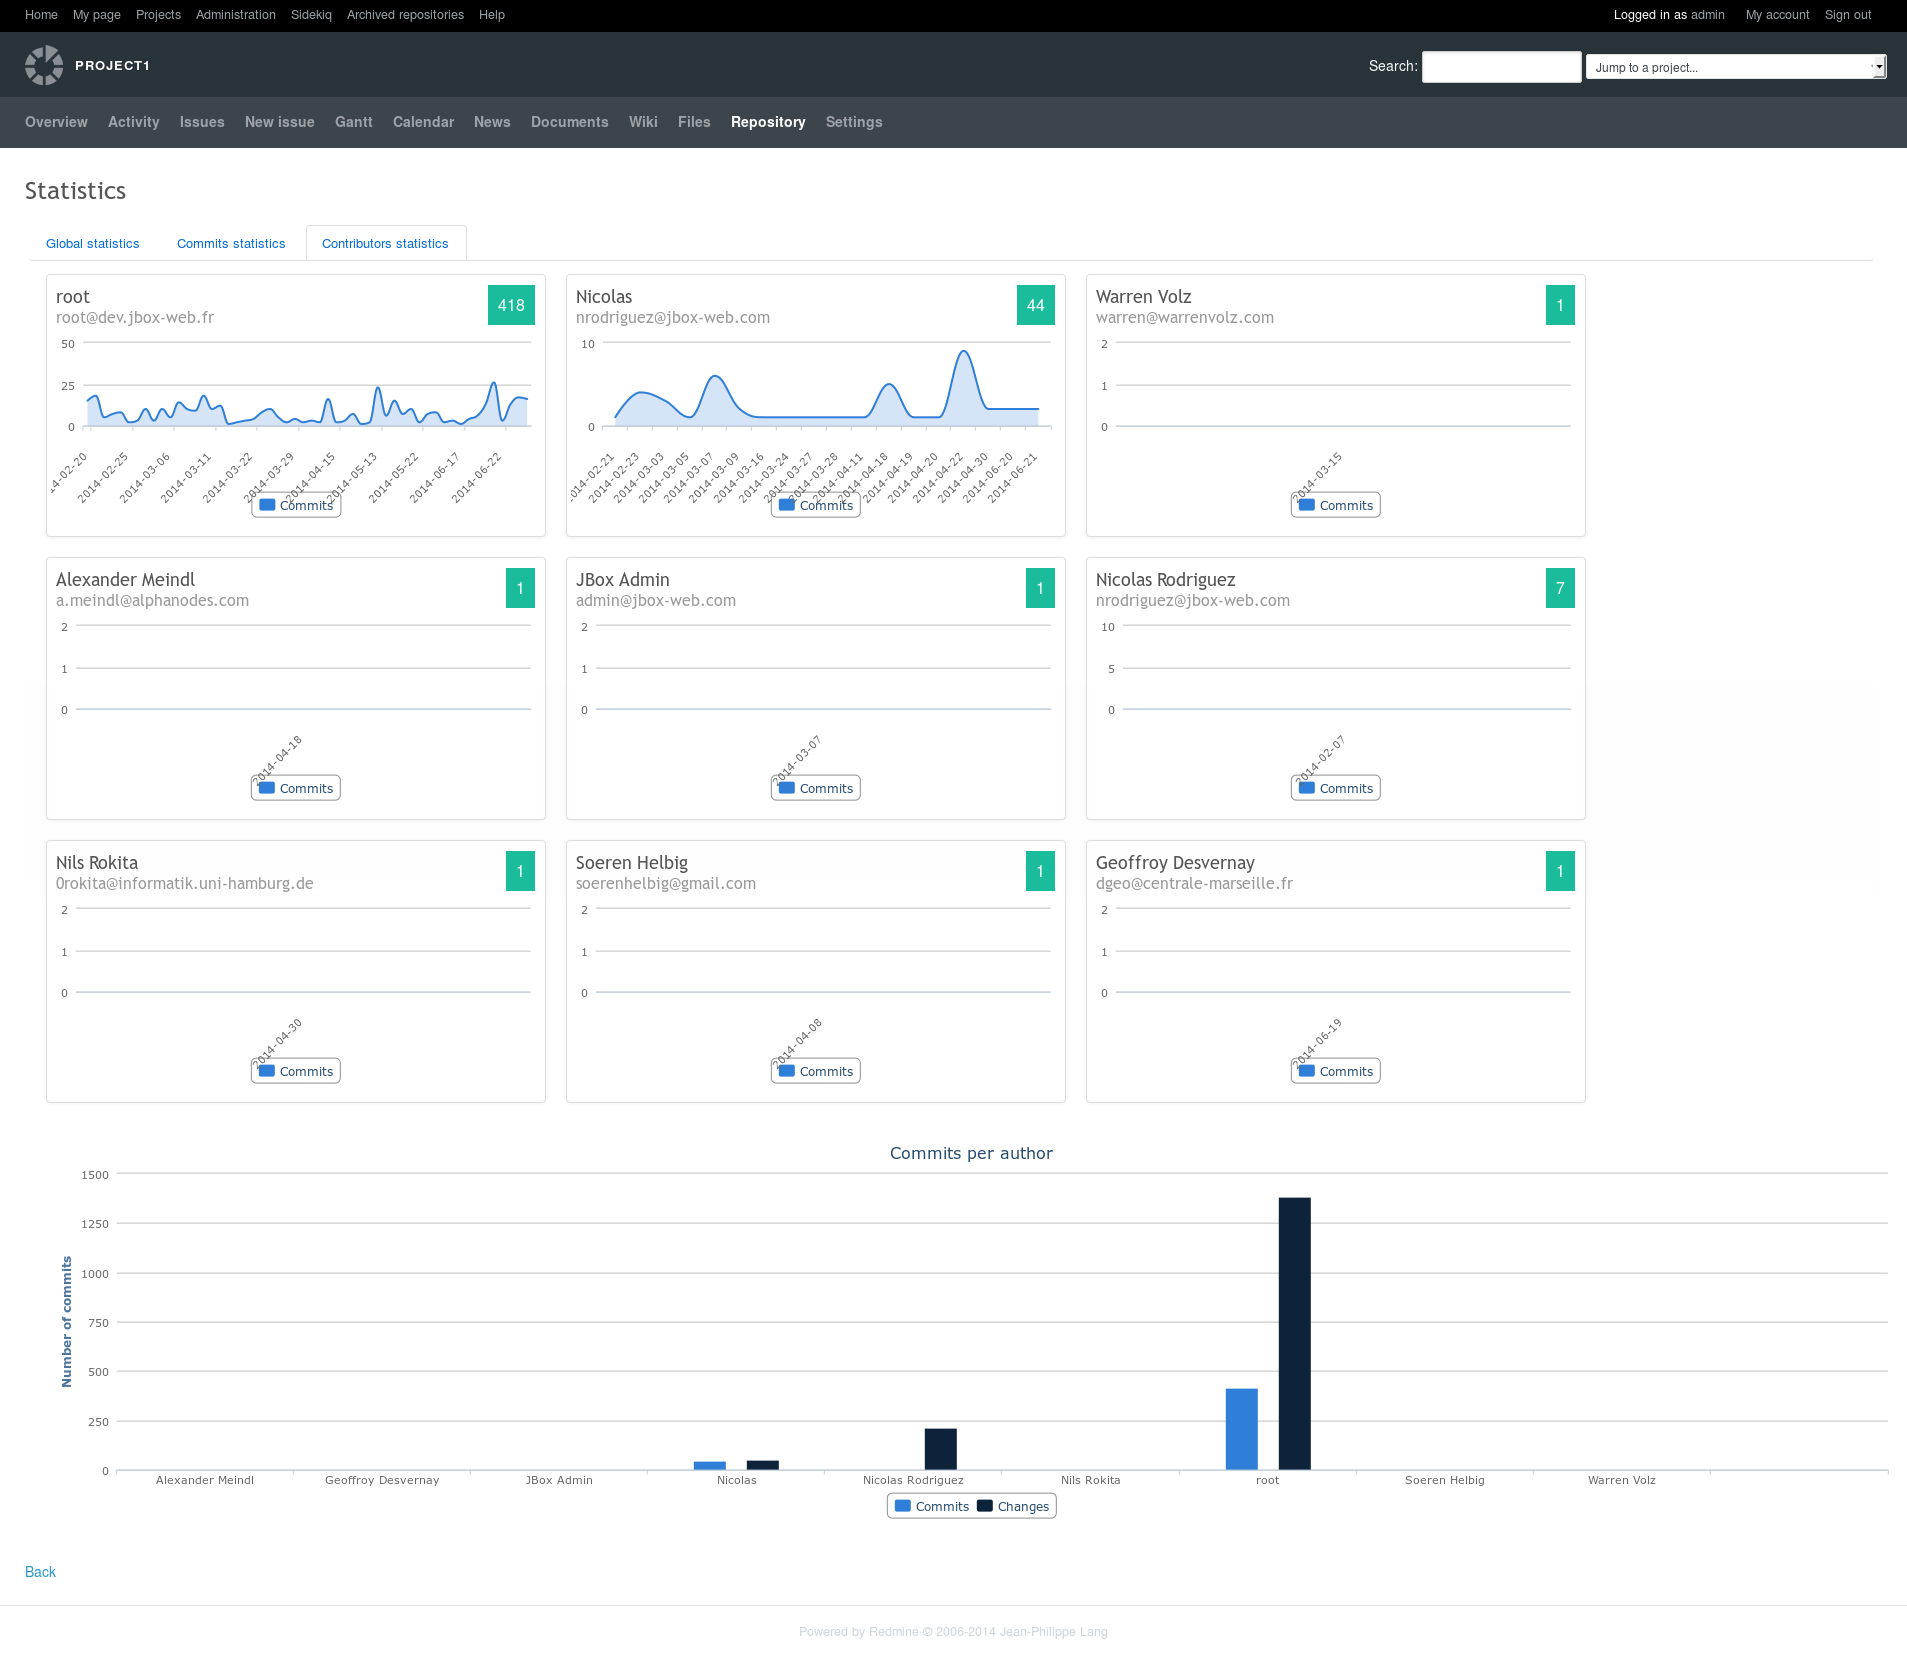 Home My page Projects Administration Sidekiq Archived repositories Help Logged in as admin My account Sign out
PROJECT1 Search: Jump to a project...
Overview Activity Issues New issue Gantt Calendar News Documents Wiki Files Repository Settings
Statistics
Global statistics Commits statistics Contributors statistics
root 418
root@dev.jbox-web.fr
50
25
0
14-02-20 2014-02-25 2014-03-06 2014-03-11 2014-03-22 2014-03-29 2014-04-15 2014-05-13 2014-05-22 2014-06-17 2014-06-22
Commits
Nicolas 44
nrodriguez@jbox-web.com
10
0
2014-02-21 2014-02-23 2014-03-03 2014-03-05 2014-03-07 2014-03-09 2014-03-16 2014-03-24 2014-03-27 2014-03-28 2014-04-11 2014-04-18 2014-04-19 2014-04-20 2014-04-22 2014-04-30 2014-06-20 2014-06-21
Commits
Warren Volz 1
warren@warrenvolz.com
2
1
0
2014-03-15
Commits
Alexander Meindl 1
a.meindl@alphanodes.com
2
1
0
2014-04-18
Commits
JBox Admin 1
admin@jbox-web.com
2
1
0
2014-03-07
Commits
Nicolas Rodriguez 7
nrodriguez@jbox-web.com
10
5
0
2014-02-07
Commits
Nils Rokita 1
0rokita@informatik.uni-hamburg.de
2
1
0
2014-04-30
Commits
Soeren Helbig 1
soerenhelbig@gmail.com
2
1
0
2014-04-08
Commits
Geoffroy Desvernay 1
dgeo@centrale-marseille.fr
2
1
0
2014-06-19
Commits
Commits per author
Number of commits
1500
1250
1000
750
500
250
0
Alexander Meindl Geoffroy Desvernay JBox Admin Nicolas Nicolas Rodriguez Nils Rokita root Soeren Helbig Warren Volz
Commits Changes
Back
Powered by Redmine © 2006-2014 Jean-Philippe Lang